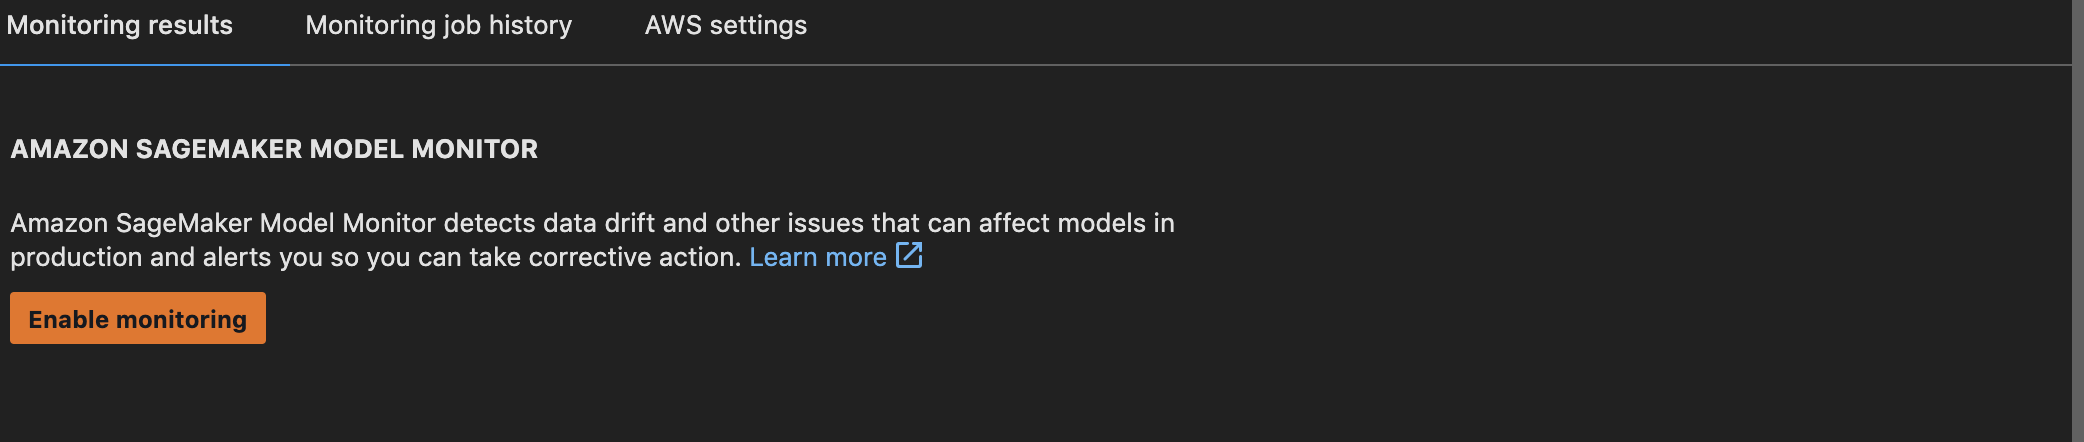 Monitoring results Monitoring job history AWS settings
AMAZON SAGEMAKER MODEL MONITOR
Amazon SageMaker Model Monitor detects data drift and other issues that can affect models in
production and alerts you so you can take corrective action. Learn more
Enable monitoring